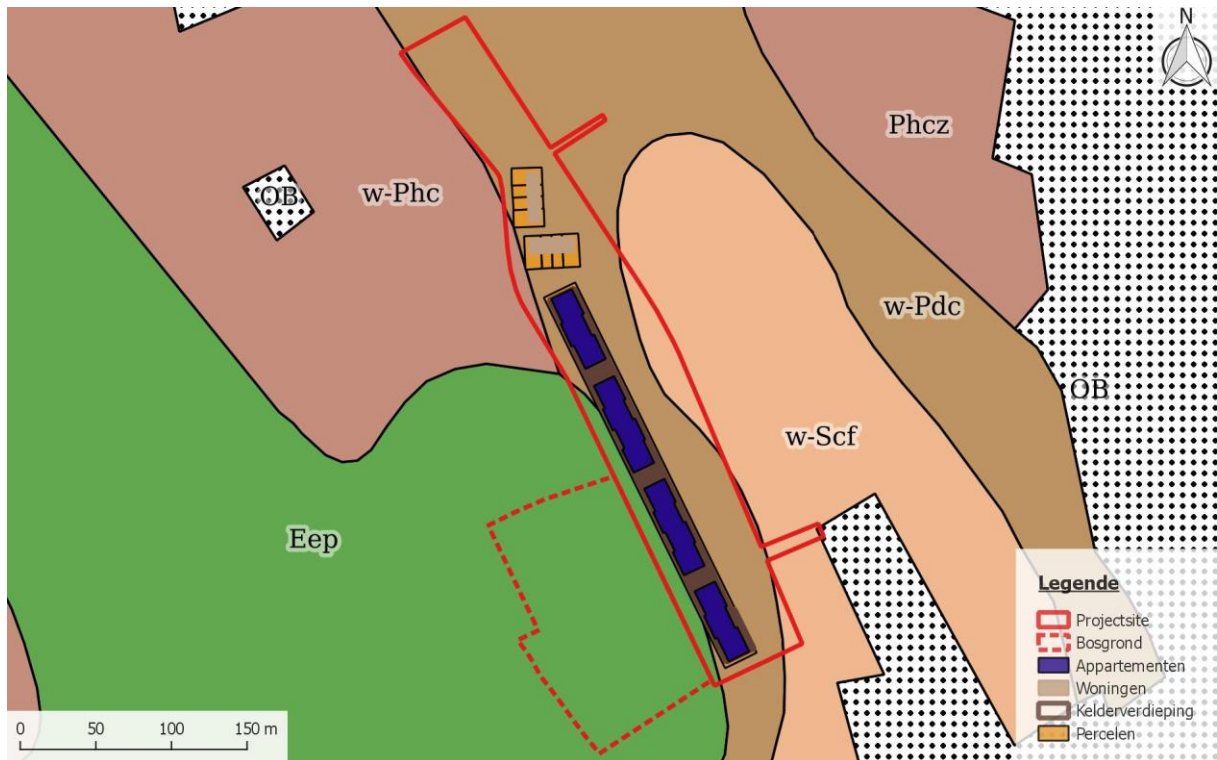 N
Phcz
OB
w-Phc
w-Pdc
OB
w-Scf
Eep
Legende
Projectsite
Bosgrond
Appartementen
Woningen
Kelderverdieping
Percelen
0 50 100 150 m